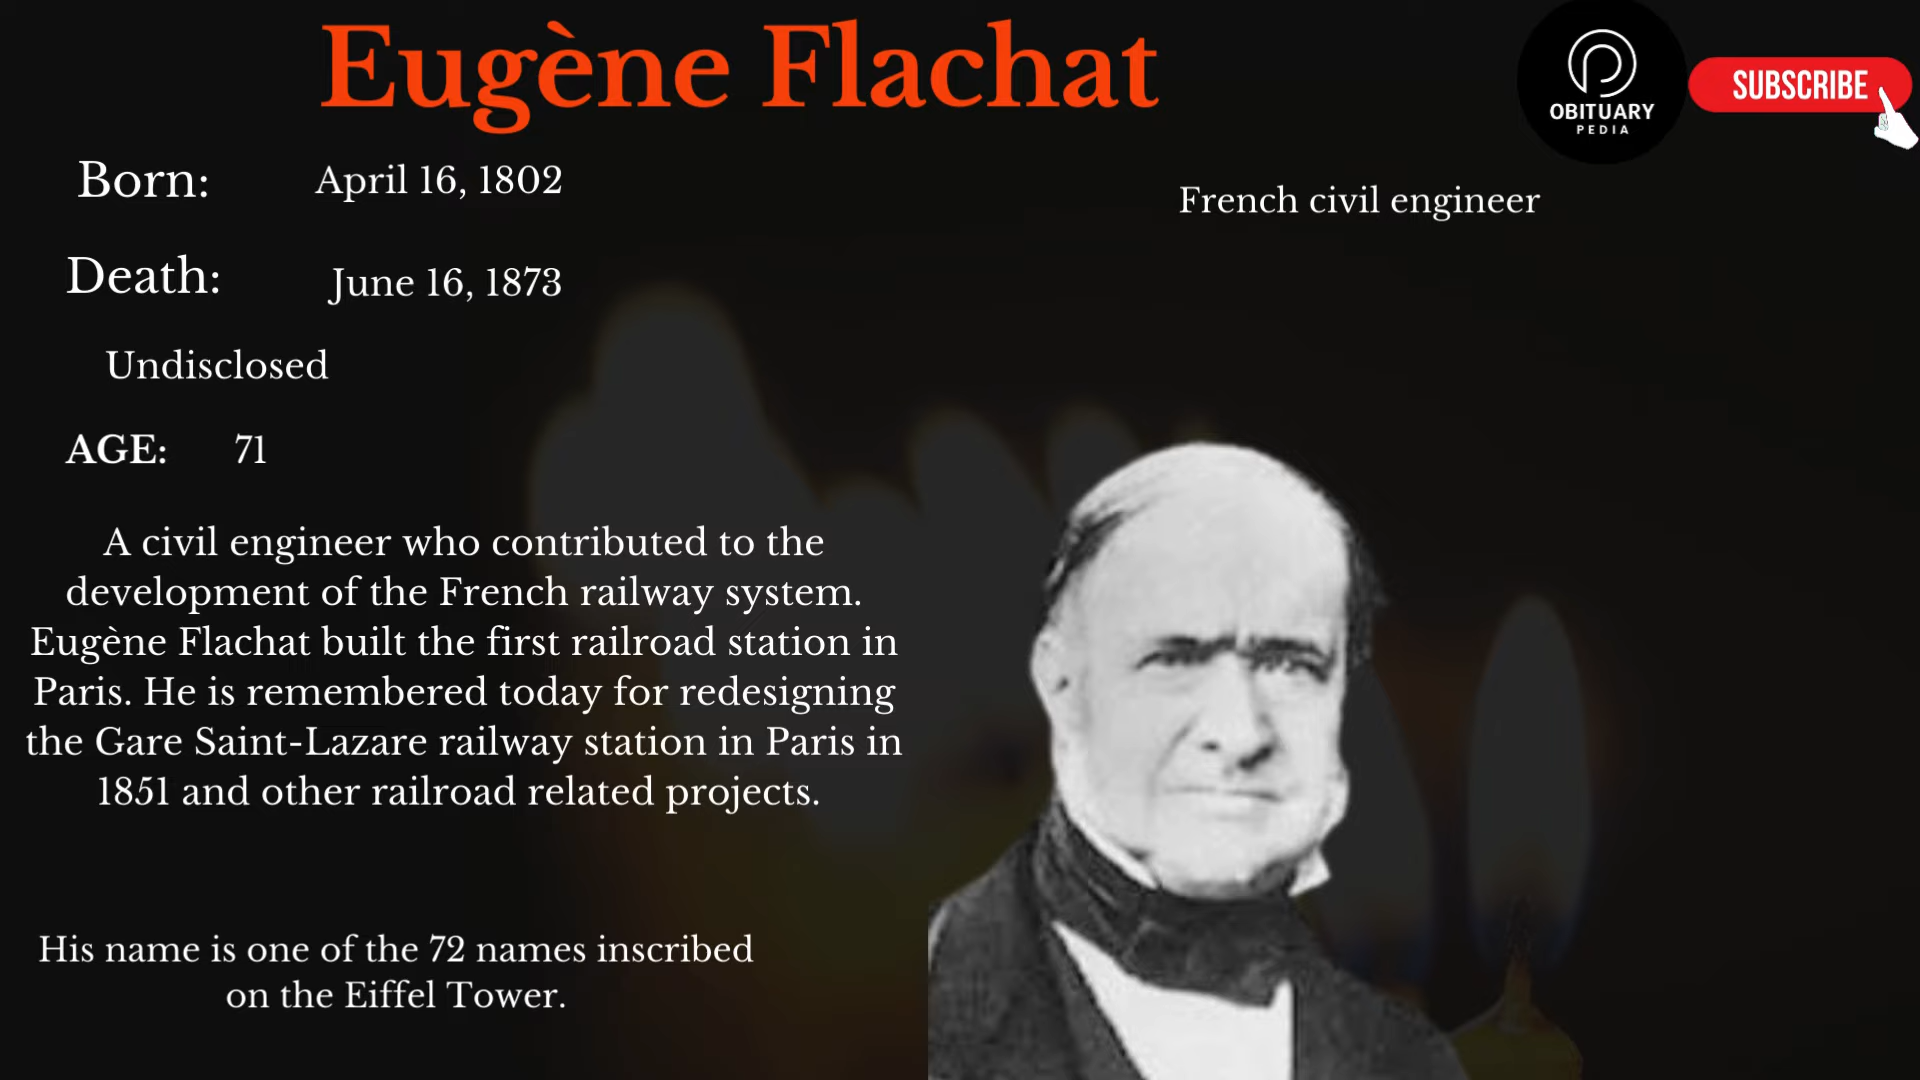 Eugène Flachat
OBITUARY
PEDIA
SUBSCRIBE
Born: April 16, 1802
French civil engineer
Death: June 16, 1873
Undisclosed
AGE: 71
A civil engineer who contributed to the
development of the French railway system.
Eugène Flachat built the first railroad station in
Paris. He is remembered today for redesigning
the Gare Saint-Lazare railway station in Paris in
1851 and other railroad related projects.
His name is one of the 72 names inscribed
on the Eiffel Tower.